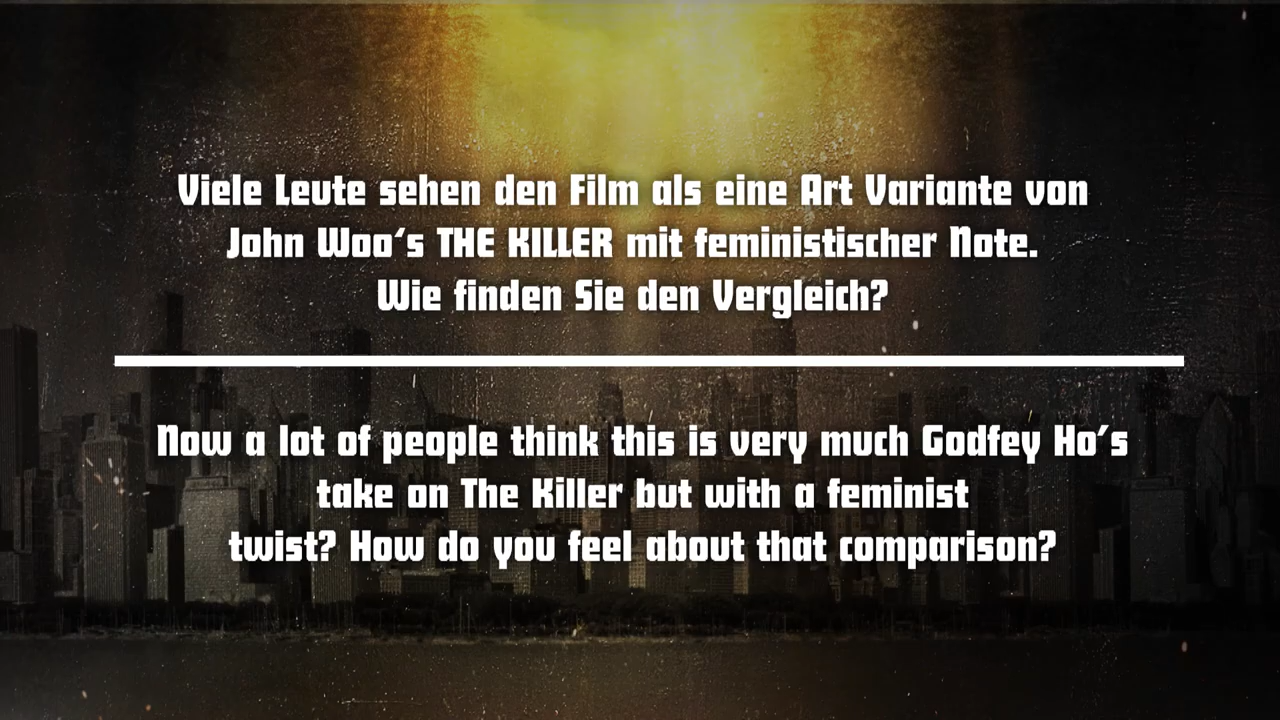 Viele Leute sehen den Film als eine Art Variante von
John Woo‘s THE KILLER mit feministischer Note.
Wie finden Sie den Vergleich?
Now a lot of people think this is very much Godfey Ho’s
take on The Killer but with a feminist
twist? How do you feel about that comparison?